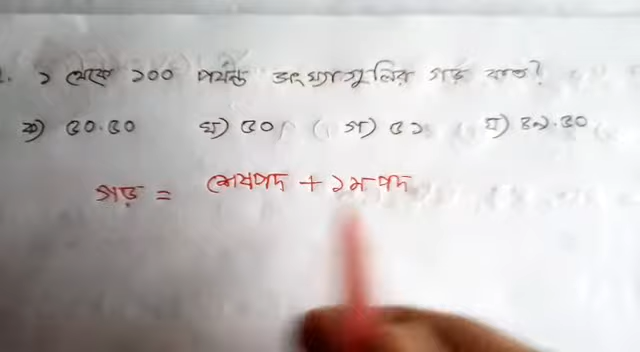 ১ থেকে ১০০ পর্যন্ত সংখ্যাগুলির গড় কত?
ক) ৫০.৫০ খ) ৫০ গ) ৫১ ঘ) ৪৯.৫০
গড় = শেষপদ + ১মপদ